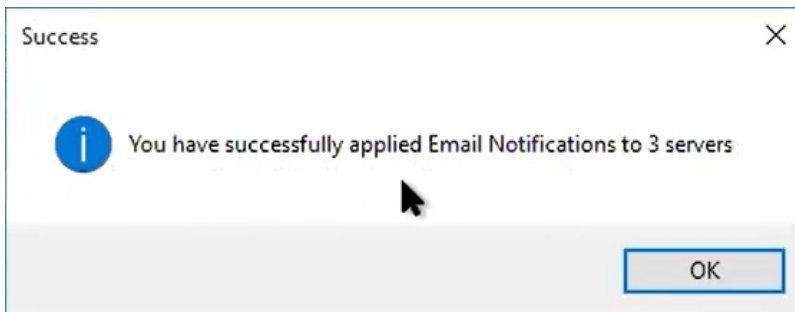 Success
You have successfully applied Email Notifications to 3 servers
OK